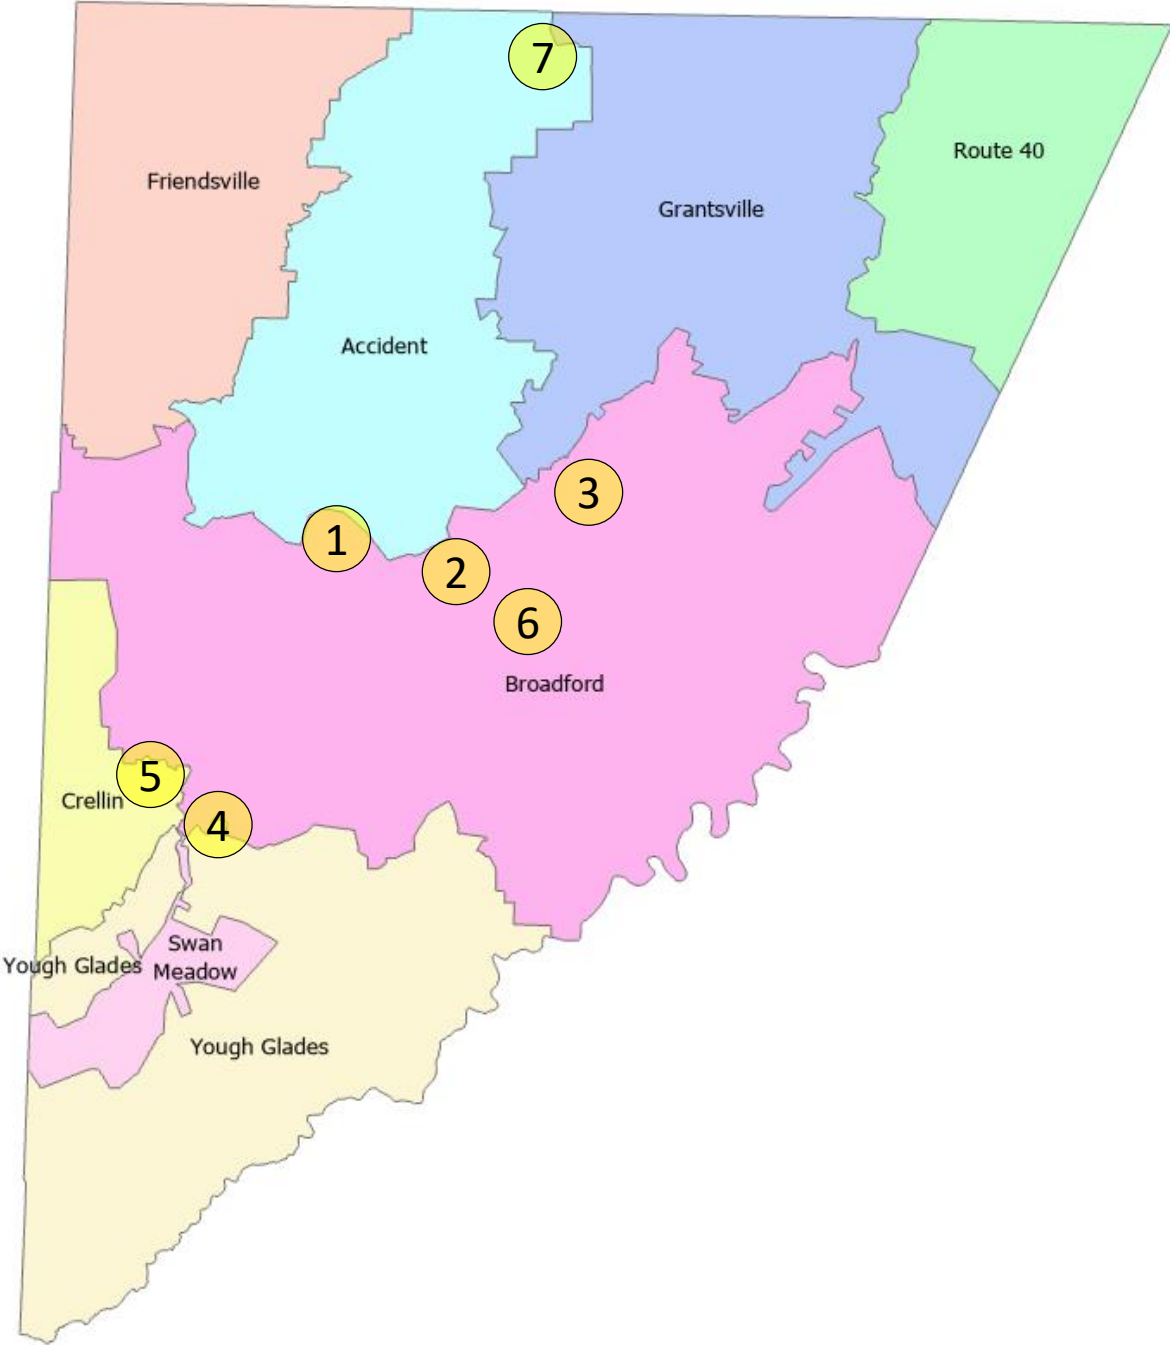 7
Route 40
Friendsville
Grantsville
Accident
3
1
2
6
Broadford
5
Crellin
4
Swan
Meadow
Yough Glades
Yough Glades